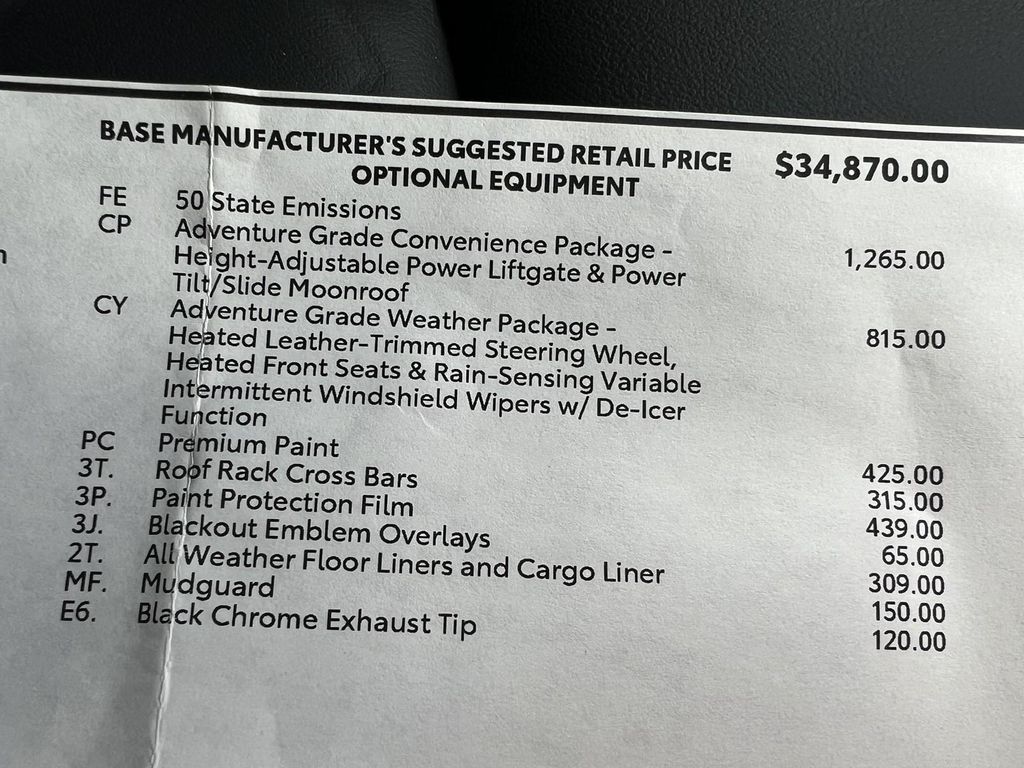 BASE MANUFACTURER'S SUGGESTED RETAIL PRICE $34,870.00
OPTIONAL EQUIPMENT
FE 50 State Emissions
CP Adventure Grade Convenience Package - 1,265.00
Height-Adjustable Power Liftgate & Power
Tilt/Slide Moonroof
CY Adventure Grade Weather Package - 815.00
Heated Leather-Trimmed Steering Wheel,
Heated Front Seats & Rain-Sensing Variable
Intermittent Windshield Wipers w/ De-Icer
Function
PC Premium Paint 425.00
3T. Roof Rack Cross Bars 315.00
3P. Paint Protection Film 439.00
3J. Blackout Emblem Overlays 65.00
2T. All Weather Floor Liners and Cargo Liner 309.00
MF. Mudguard 150.00
E6. Black Chrome Exhaust Tip 120.00